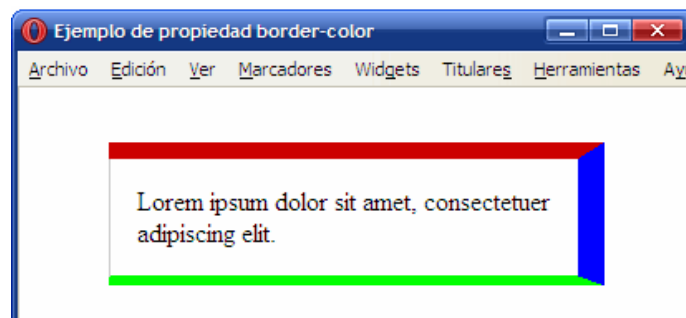 Ejemplo de propiedad border-color
Archivo Edición Ver Marcadores Widgets Titulares Herramientas
Lorem ipsum dolor sit amet, consectetuer
adipiscing elit.